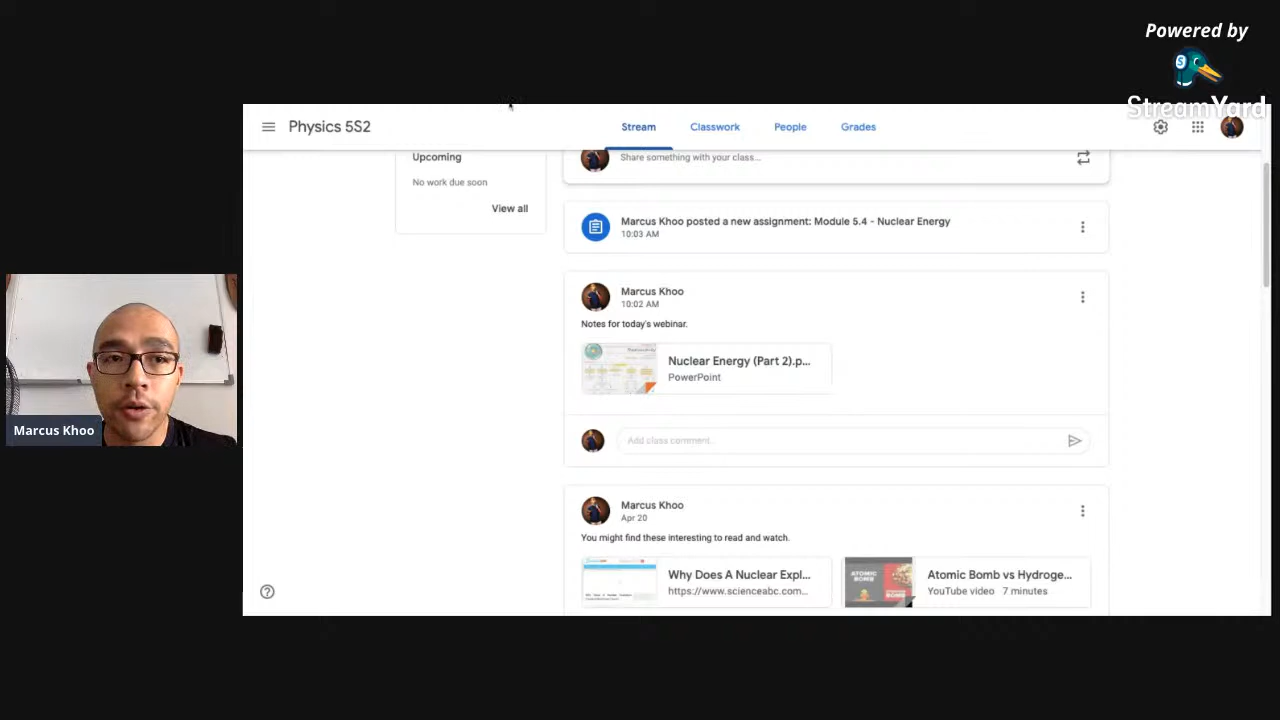 Powered by
StreamYard
Physics 5S2
Stream
Classwork
People
Grades
Upcoming
No work due soon
View all
Share something with your class...
Marcus Khoo posted a new assignment: Module 5.4 - Nuclear Energy
10:03 AM
Marcus Khoo
10:02 AM
Notes for today's webinar.
Nuclear Energy (Part 2).p...
PowerPoint
Add class comment...
Marcus Khoo
Apr 20
You might find these interesting to read and watch.
Why Does A Nuclear Expl...
https://www.scienceabc.com...
ATOMIC
BOMB
Atomic Bomb vs Hydroge...
YouTube video 7 minutes
Marcus Khoo